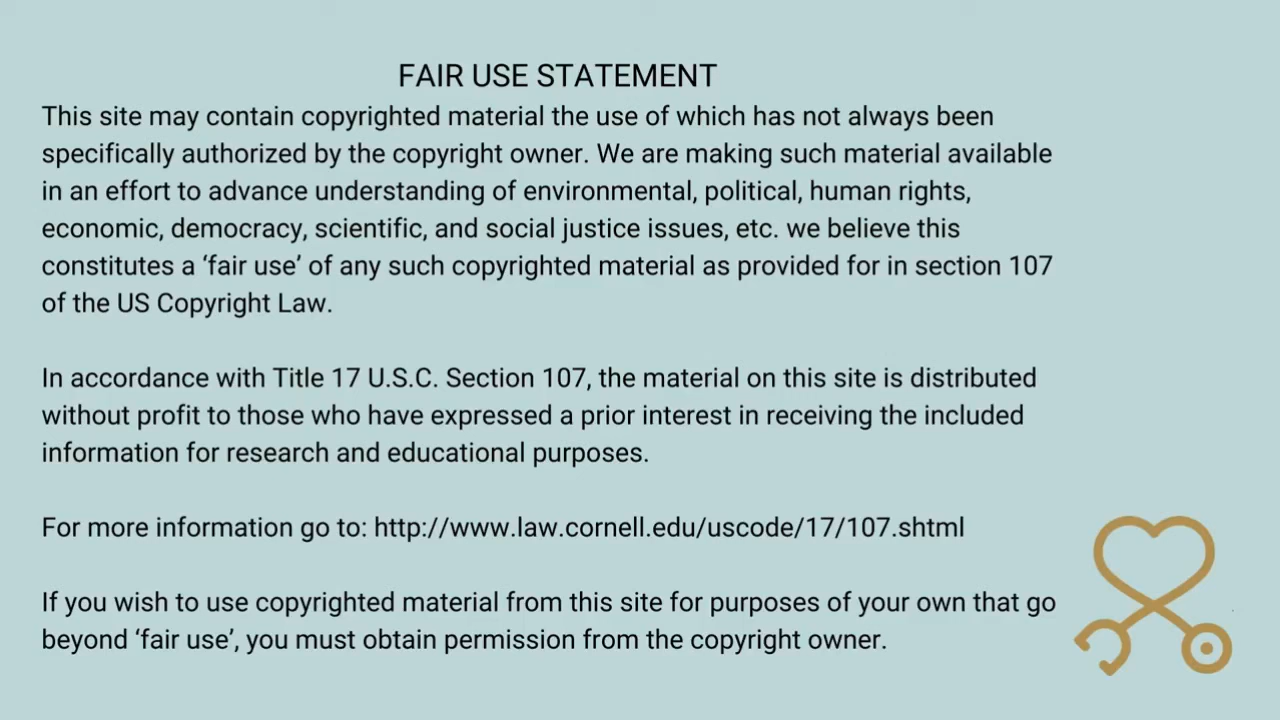 FAIR USE STATEMENT
This site may contain copyrighted material the use of which has not always been
specifically authorized by the copyright owner. We are making such material available
in an effort to advance understanding of environmental, political, human rights,
economic, democracy, scientific, and social justice issues, etc. we believe this
constitutes a ‘fair use’ of any such copyrighted material as provided for in section 107
of the US Copyright Law.
In accordance with Title 17 U.S.C. Section 107, the material on this site is distributed
without profit to those who have expressed a prior interest in receiving the included
information for research and educational purposes.
For more information go to: http://www.law.cornell.edu/uscode/17/107.shtml
If you wish to use copyrighted material from this site for purposes of your own that go
beyond ‘fair use’, you must obtain permission from the copyright owner.